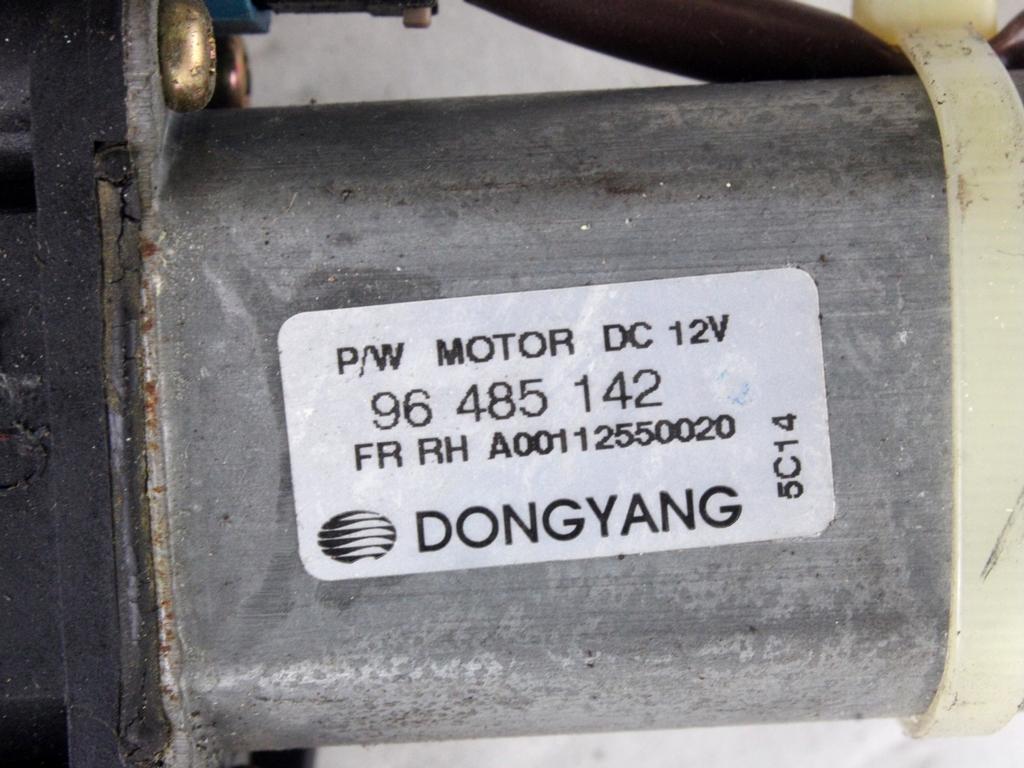 P/W MOTOR DC 12V
96 485 142
FR RH A00112550020
5C14
DONGYANG